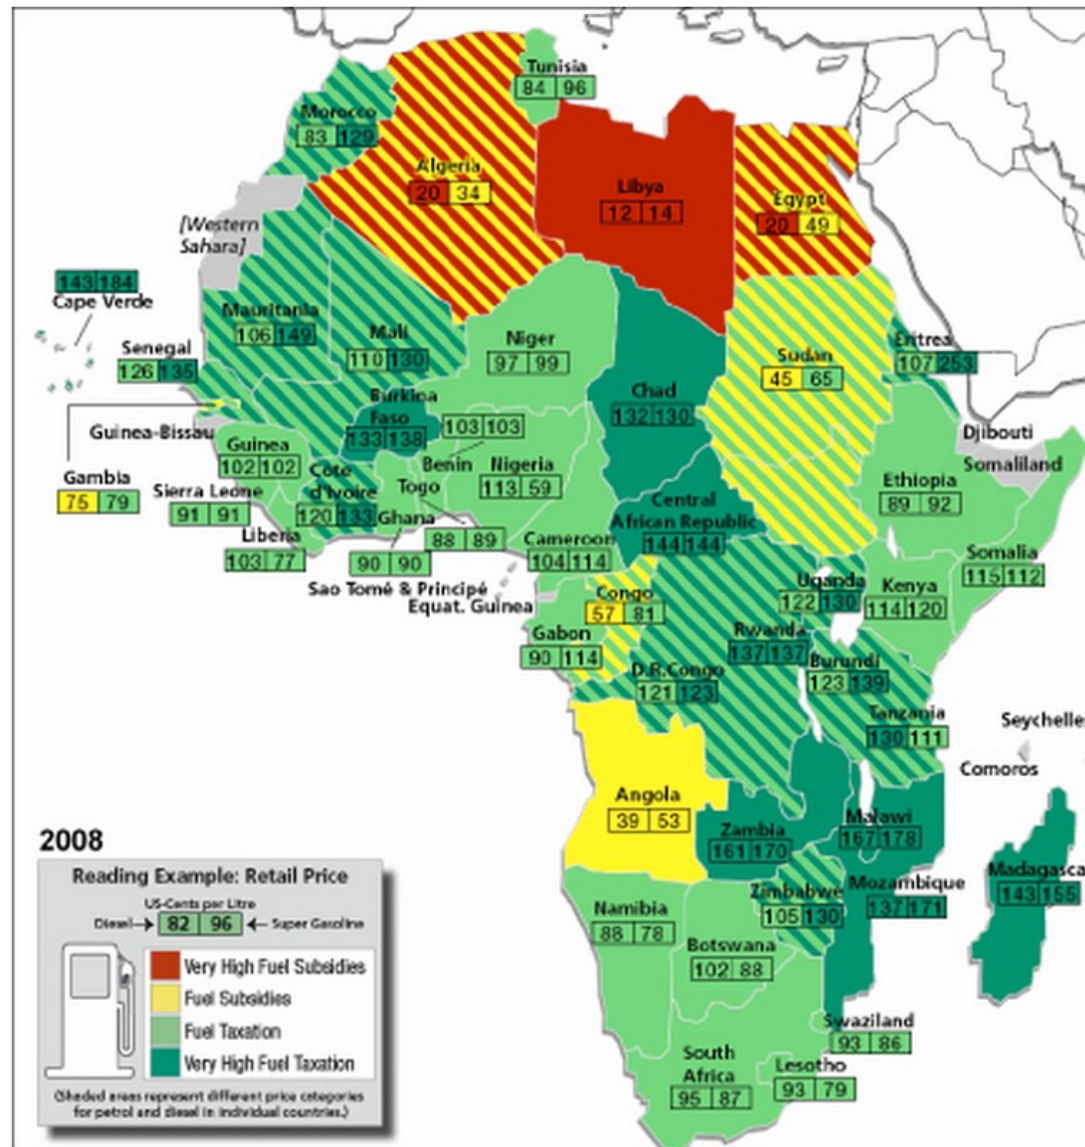 Tunisia
84 96
Morocco
83 129
Algeria
20 34
Libya
12 14
Egypt
20 49
[Western
Sahara]
143 184
Cape Verde
Mauritania
106 149
Mali
110 130
Niger
97 99
Chad
132 130
Sudan
45 65
Eritrea
107 253
Senegal
126 135
Burkina
Faso
133 138
103 103
Benin
Nigeria
113 59
Djibouti
Somaliland
Guinea-Bissau
Guinea
102 102
Gambia
75 79
Sierra Leone
91 91
Côte
d'Ivoire
120 133
Togo
88 89
Ghana
90 90
Liberia
103 77
Central
African Republic
144 144
Ethiopia
89 92
Cameroon
104 114
Somalia
115 112
Sao Tomé & Principé
Equat. Guinea
Congo
57 81
Uganda
122 130
Kenya
114 120
Gabon
90 114
Rwanda
137 137
D.R.Congo
121 123
Burundi
123 139
Tanzania
130 111
Seychelle
Comoros
Angola
39 53
Zambia
161 170
Malawi
167 178
Madagasca
143 155
Mozambique
137 171
Zimbabwe
105 130
Namibia
88 78
Botswana
102 88
Swaziland
93 86
South
Africa
95 87
Lesotho
93 79
2008
Reading Example: Retail Price
US-Cents per Litre
Diesel 82 96 Super Gasoline
Very High Fuel Subsidies
Fuel Subsidies
Fuel Taxation
Very High Fuel Taxation
(Shaded areas represent different price categories
for petrol and diesel in individual countries.)